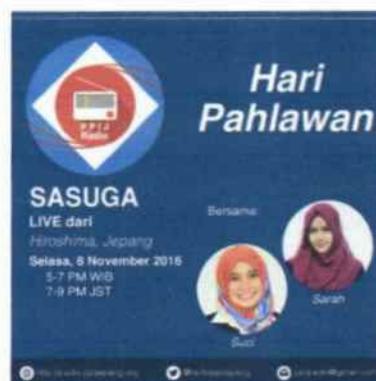 PPIJ
Radio
Hari
Pahlawan
SASUGA
LIVE dari
Hiroshima, Jepang
Selasa, 8 November 2016
5-7 PM WIB
7-9 PM JST
Bersama:
Suci
Sarah